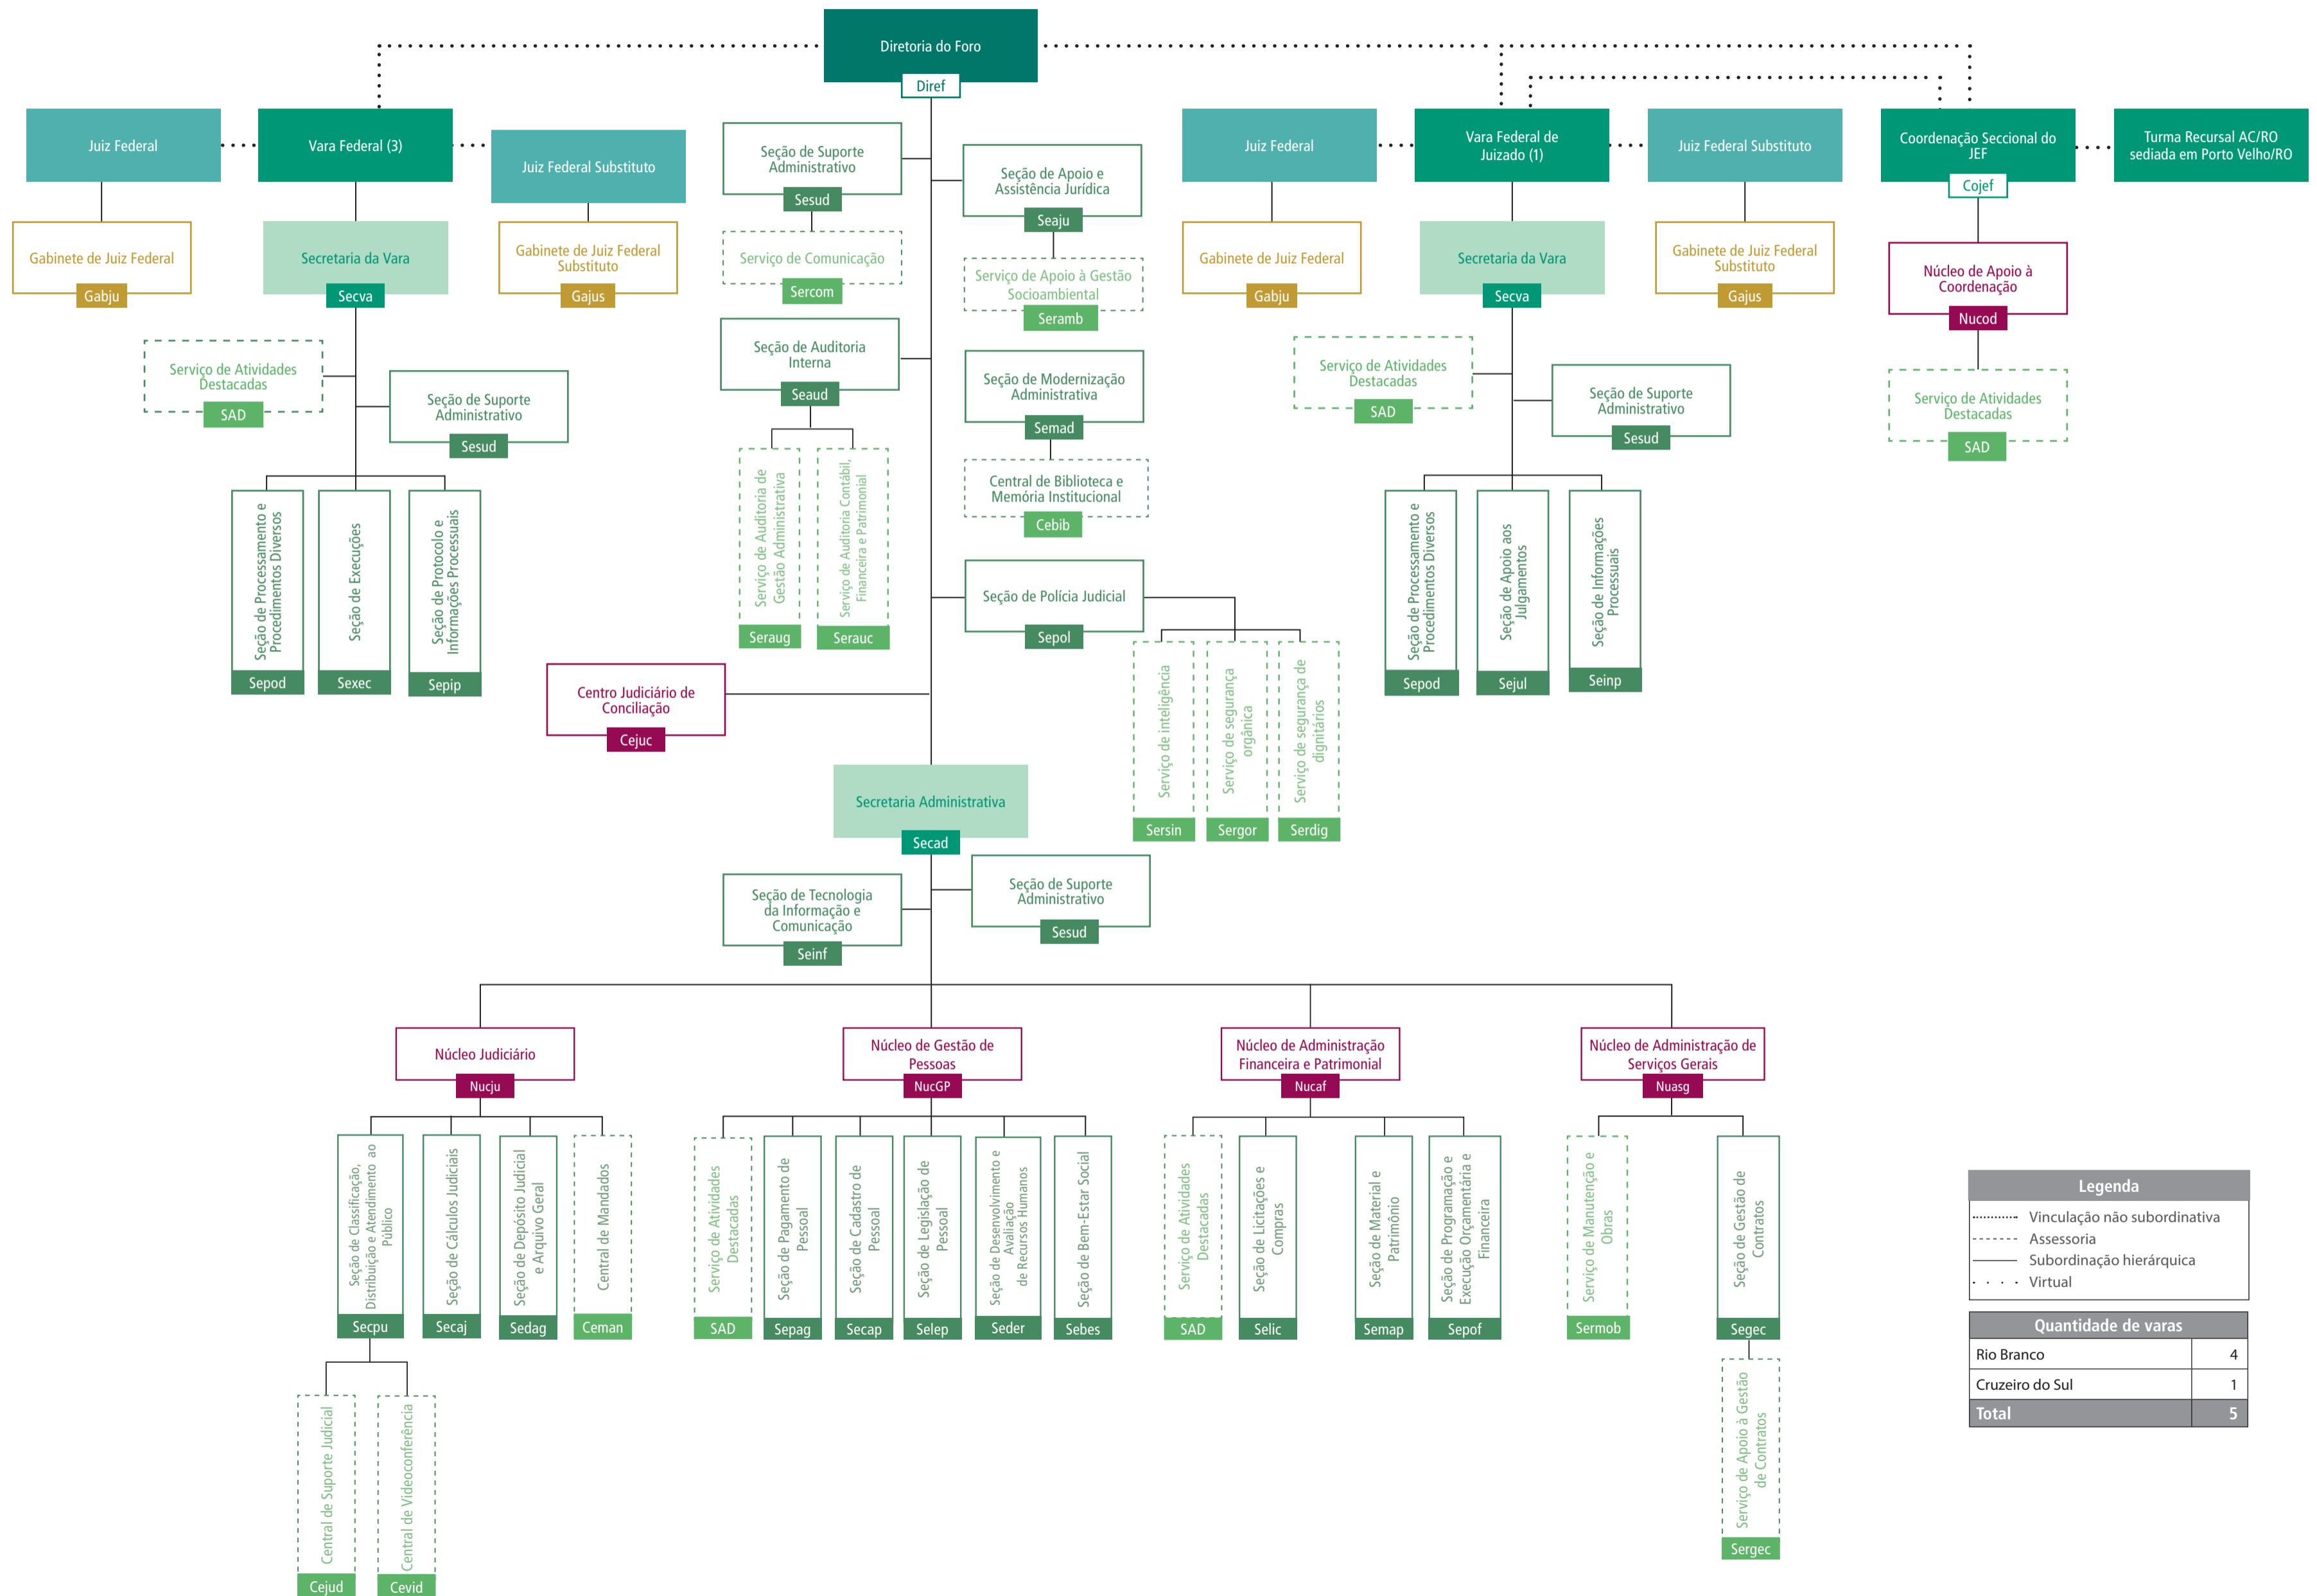 Diretoria do Foro
Diref
Juiz Federal
Vara Federal (3)
Juiz Federal Substituto
Gabinete de Juiz Federal
Gabju
Secretaria da Vara
Secva
Gabinete de Juiz Federal
Substituto
Gajus
Serviço de Atividades
Destacadas
SAD
Seção de Suporte
Administrativo
Sesud
Seção de Processamento e
Procedimentos Diversos
Sepod
Seção de Execuções
Sexec
Seção de Protocolo e
Informações Processuais
Sepip
Seção de Suporte
Administrativo
Sesud
Serviço de Comunicação
Sercom
Seção de Apoio e
Assistência Jurídica
Seaju
Serviço de Apoio à Gestão
Socioambiental
Seramb
Seção de Auditoria
Interna
Seaud
Serviço de Auditoria de
Gestão Administrativa
Seraug
Serviço de Auditoria Contábil,
Financeira e Patrimonial
Serauc
Seção de Modernização
Administrativa
Semad
Central de Biblioteca e
Memória Institucional
Cebib
Seção de Polícia Judicial
Sepol
Serviço de inteligência
Sersin
Serviço de segurança
orgânica
Sergor
Serviço de segurança de
dignitários
Serdig
Centro Judiciário de
Conciliação
Cejuc
Juiz Federal
Vara Federal de
Juizado (1)
Juiz Federal Substituto
Coordenação Seccional do
JEF
Cojef
Turma Recursal AC/RO
sediada em Porto Velho/RO
Gabinete de Juiz Federal
Gabju
Secretaria da Vara
Secva
Gabinete de Juiz Federal
Substituto
Gajus
Núcleo de Apoio à
Coordenação
Nucod
Serviço de Atividades
Destacadas
SAD
Seção de Suporte
Administrativo
Sesud
Serviço de Atividades
Destacadas
SAD
Seção de Processamento e
Procedimentos Diversos
Sepod
Seção de Apoio aos
Julgamentos
Sejul
Seção de Informações
Processuais
Seinp
Secretaria Administrativa
Secad
Seção de Tecnologia
da Informação e
Comunicação
Seinf
Seção de Suporte
Administrativo
Sesud
Núcleo Judiciário
Nucju
Núcleo de Gestão de
Pessoas
NucGP
Núcleo de Administração
Financeira e Patrimonial
Nucaf
Núcleo de Administração de
Serviços Gerais
Nuasg
Seção de Classificação,
Distribuição e Atendimento ao
Público
Secpu
Seção de Cálculos Judiciais
Secaj
Seção de Depósito Judicial
e Arquivo Geral
Sedag
Central de Mandados
Ceman
Serviço de Atividades
Destacadas
SAD
Seção de Pagamento de
Pessoal
Sepag
Seção de Cadastro de
Pessoal
Secap
Seção de Legislação de
Pessoal
Selep
Seção de Desenvolvimento e
Avaliação
de Recursos Humanos
Seder
Seção de Bem-Estar Social
Sebes
Serviço de Atividades
Destacadas
SAD
Seção de Licitações e
Compras
Selic
Seção de Material e
Patrimônio
Semap
Seção de Programação e
Execução Orçamentária e
Financeira
Sepof
Serviço de Manutenção e
Obras
Sermob
Seção de Gestão de
Contratos
Segec
Central de Suporte Judicial
Cejud
Central de Videoconferência
Cevid
Serviço de Apoio à Gestão
de Contratos
Sergec
Legenda
Vinculação não subordinativa
Assessoria
Subordinação hierárquica
Virtual
Quantidade de varas
Rio Branco 4
Cruzeiro do Sul 1
Total 5